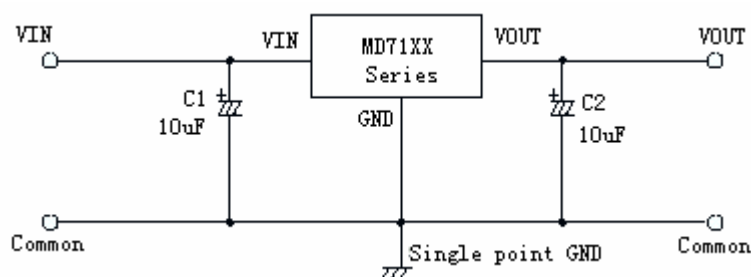 VIN
VIN
MD71XX
Series
VOUT
VOUT
C1
+
10uF
GND
+
C2
10uF
Common
Single point GND
Common